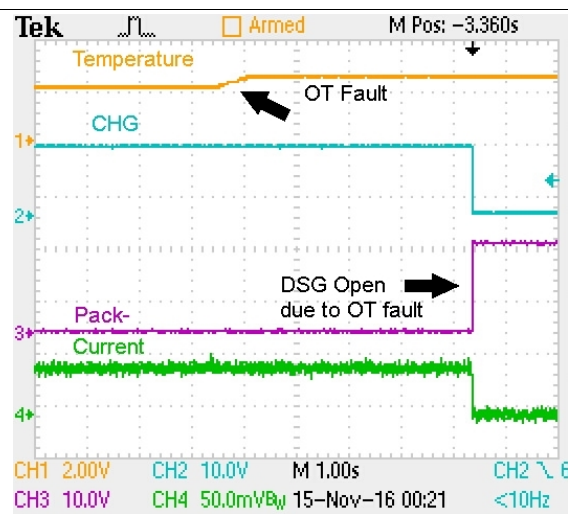 Tek Armed M Pos: -3.360s
Temperature
OT Fault
CHG
1
2
DSG Open
due to OT fault
Pack-
3
Current
4
CH1 2.00V CH2 10.0V M 1.00s CH2 6
CH3 10.0V CH4 50.0mVBW 15-Nov-16 00:21 <10Hz